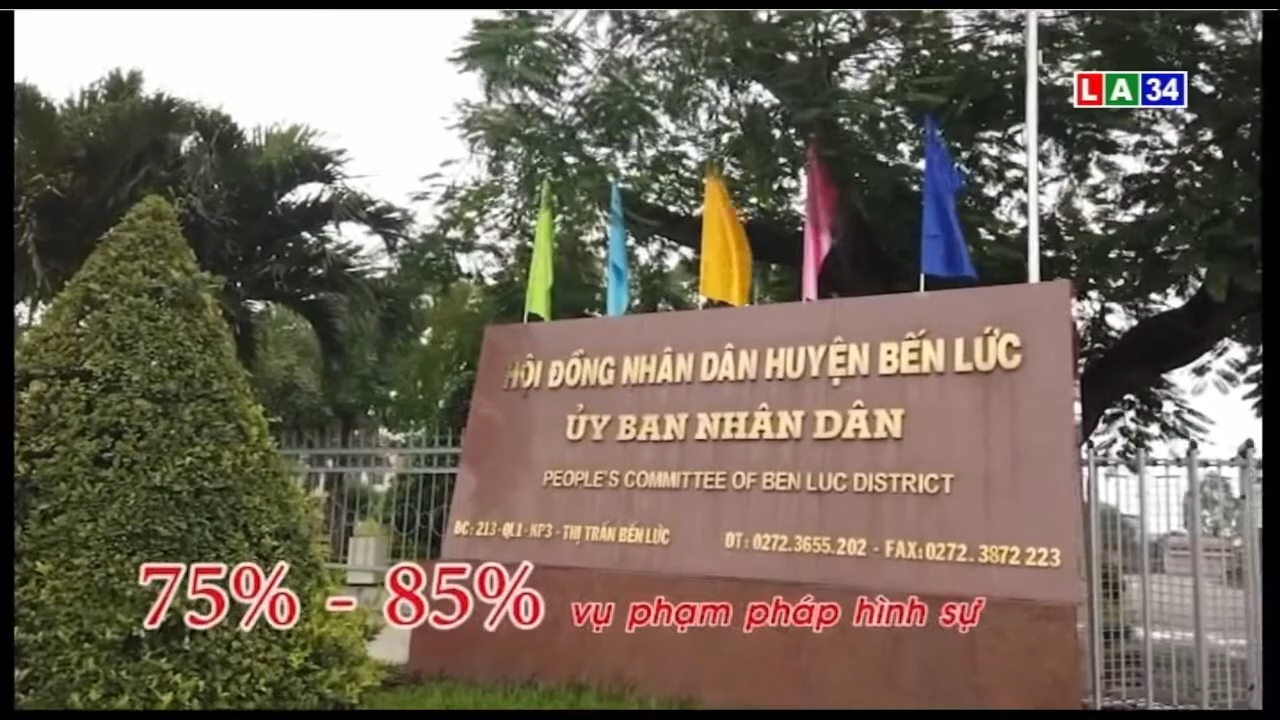 LA34
HỘI ĐỒNG NHÂN DÂN HUYỆN BẾN LỨC
ỦY BAN NHÂN DÂN
PEOPLE'S COMMITTEE OF BEN LUC DISTRICT
ĐC: 213 - QL1 - KP3 - THỊ TRẤN BẾN LỨC
ĐT: 0272.3655.202 - FAX: 0272.3872 223
75% - 85% vụ phạm pháp hình sự